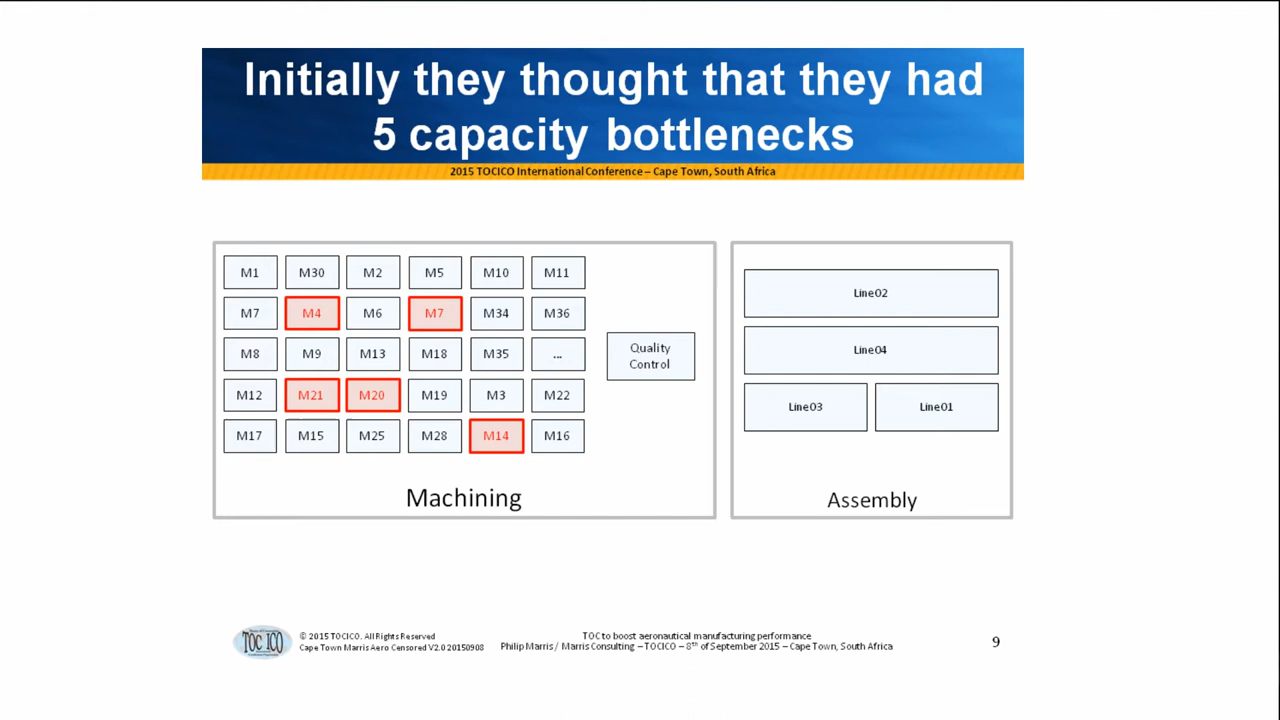 Initially they thought that they had
5 capacity bottlenecks
2015 TOCICO International Conference – Cape Town, South Africa
M1 M30 M2 M5 M10 M11
M7 M4 M6 M7 M34 M36
M8 M9 M13 M18 M35 ...
M12 M21 M20 M19 M3 M22
M17 M15 M25 M28 M14 M16
Quality
Control
Machining
Line02
Line04
Line03 Line01
Assembly
TOC ICO
© 2015 TOCICO. All Rights Reserved
Cape Town Marris Aero Censored V2.0 20150908
TOC to boost aeronautical manufacturing performance
Philip Marris / Marris Consulting – TOCICO – 8th of September 2015 – Cape Town, South Africa
9